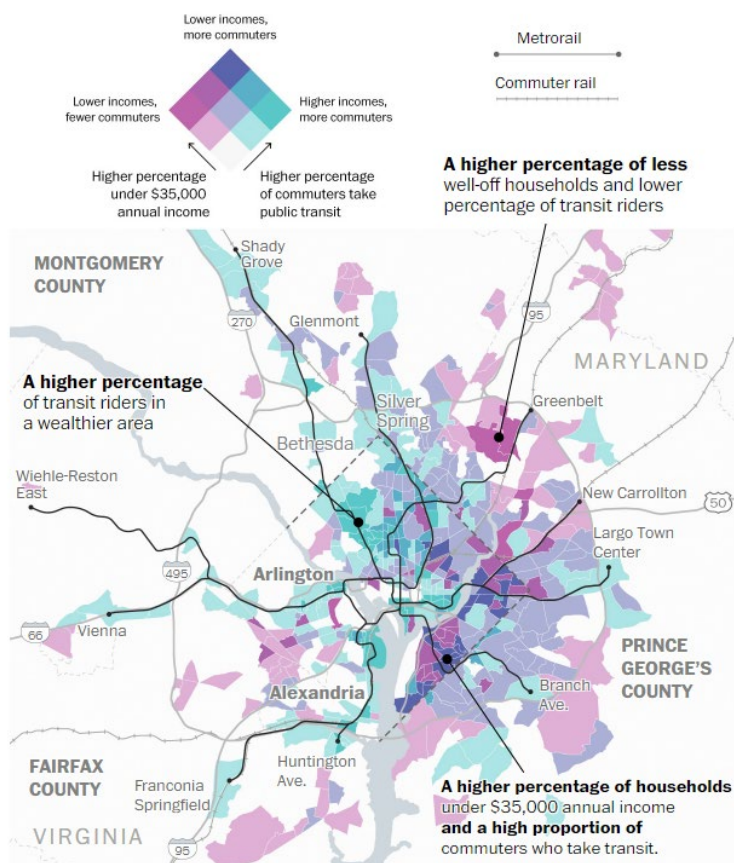 Lower incomes,
more commuters
Lower incomes,
fewer commuters
Higher incomes,
more commuters
Higher percentage
under $35,000
annual income
Higher percentage
of commuters take
public transit
Metrorail
Commuter rail
A higher percentage of less
well-off households and lower
percentage of transit riders
MONTGOMERY
COUNTY
Shady
Grove
270
Glenmont
95
MARYLAND
A higher percentage
of transit riders in
a wealthier area
Silver
Spring
Bethesda
Greenbelt
Wiehle-Reston
East
New Carrollton
50
Largo Town
Center
495
Arlington
66
Vienna
PRINCE
GEORGE'S
COUNTY
Alexandria
Branch
Ave.
Huntington
Ave.
FAIRFAX
COUNTY
Franconia
Springfield
A higher percentage of households
under $35,000 annual income
and a high proportion of
commuters who take transit.
VIRGINIA
95